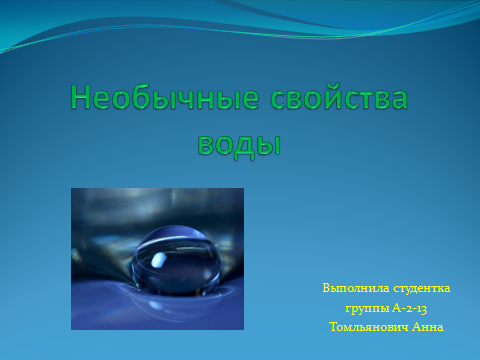 Необычные свойства
воды
Выполнила студентка
группы А-2-13
Томльянович Анна